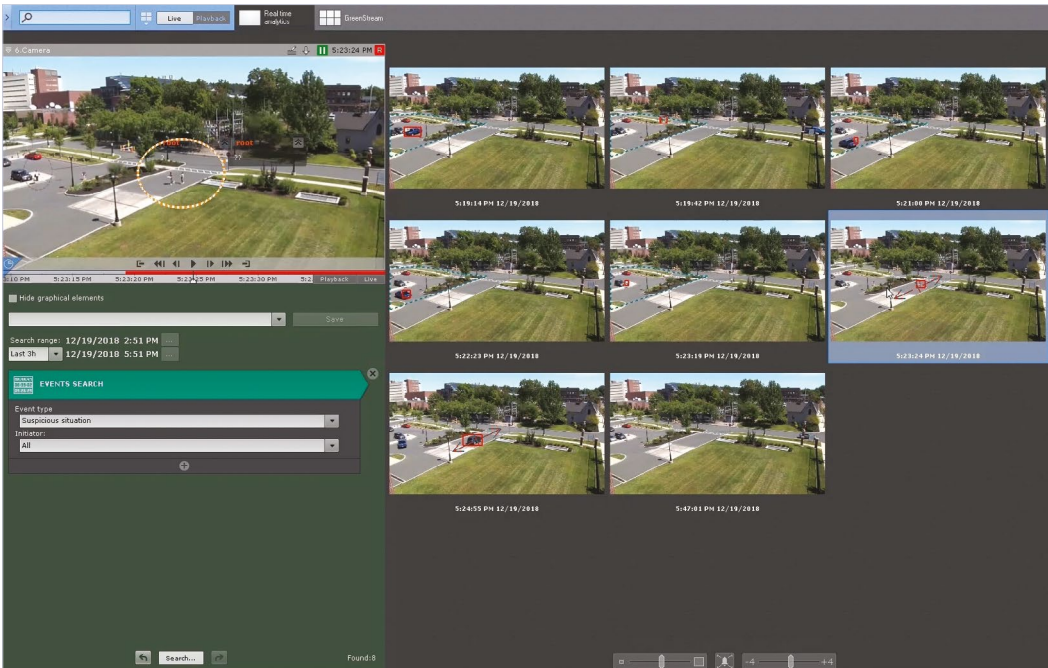 Live Playback
Real time
analytics
GreenStream
6.Camera
5:23:24 PM R
5:23:15 PM 5:23:20 PM 5:23:25 PM 5:23:30 PM 5:2 Playback Live
Hide graphical elements
Save
Search range: 12/19/2018 2:51 PM ...
Last 3h 12/19/2018 5:51 PM ...
EVENTS SEARCH
Event type
Suspicious situation
Initiator:
All
Search...
Found:8
5:19:14 PM 12/19/2018
5:19:42 PM 12/19/2018
5:21:00 PM 12/19/2018
5:22:23 PM 12/19/2018
5:23:19 PM 12/19/2018
5:23:24 PM 12/19/2018
5:24:55 PM 12/19/2018
5:47:01 PM 12/19/2018
-4 +4